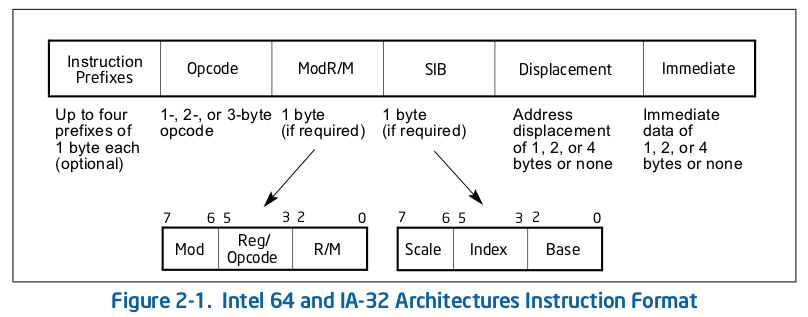 Instruction
Prefixes
Opcode
ModR/M
SIB
Displacement
Immediate
Up to four
prefixes of
1 byte each
(optional)
1-, 2-, or 3-byte
opcode
1 byte
(if required)
1 byte
(if required)
Address
displacement
of 1, 2, or 4
bytes or none
Immediate
data of
1, 2, or 4
bytes or none
7 6 5 3 2 0
Mod
Reg/
Opcode
R/M
7 6 5 3 2 0
Scale
Index
Base
Figure 2-1. Intel 64 and IA-32 Architectures Instruction Format